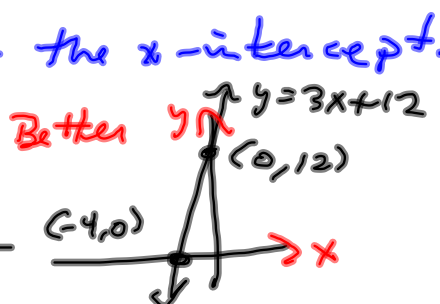 the x-intercept.
y=3x+12
Better y
(0,12)
(-4,0)
x